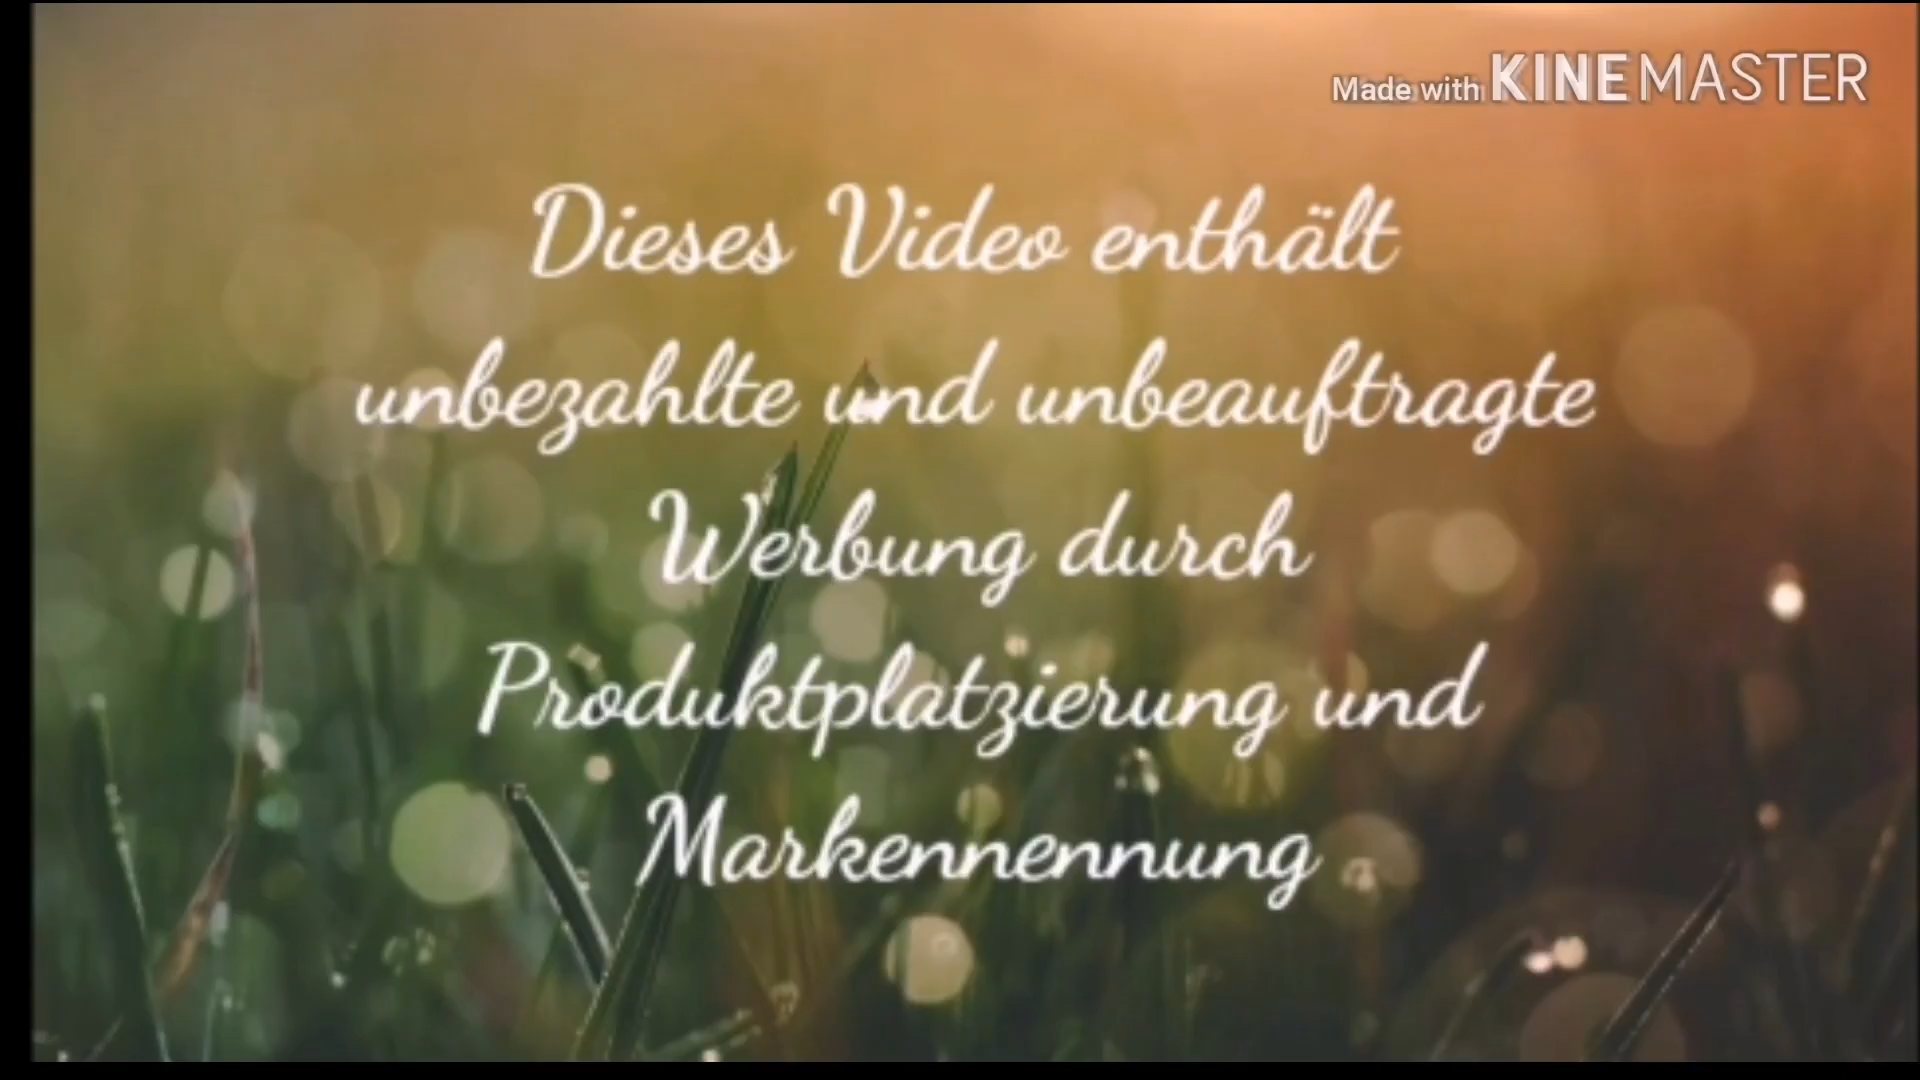 Made with KINEMASTER
Dieses Video enthält
unbezahlte und unbeauftragte
Werbung durch
Produktplatzierung und
Markennennung